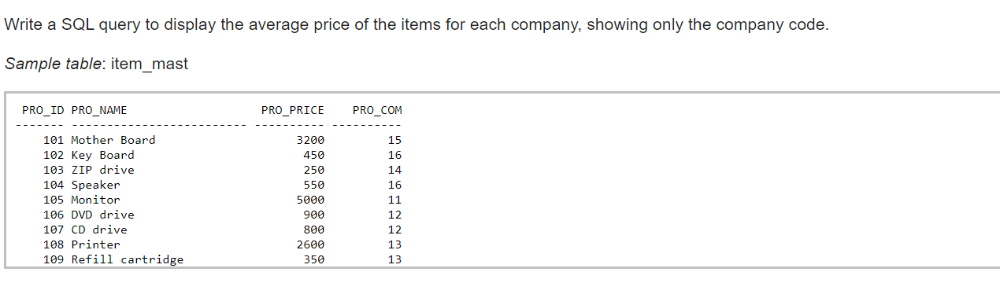 Write a SQL query to display the average price of the items for each company, showing only the company code.
Sample table: item_mast
PRO_ID PRO_NAME                       PRO_PRICE    PRO_COM
------- ------------------------- ---------- ----------
    101 Mother Board                    3200         15
    102 Key Board                        450         16
    103 ZIP drive                        250         14
    104 Speaker                          550         16
    105 Monitor                         5000         11
    106 DVD drive                        900         12
    107 CD drive                         800         12
    108 Printer                         2600         13
    109 Refill cartridge                 350         13